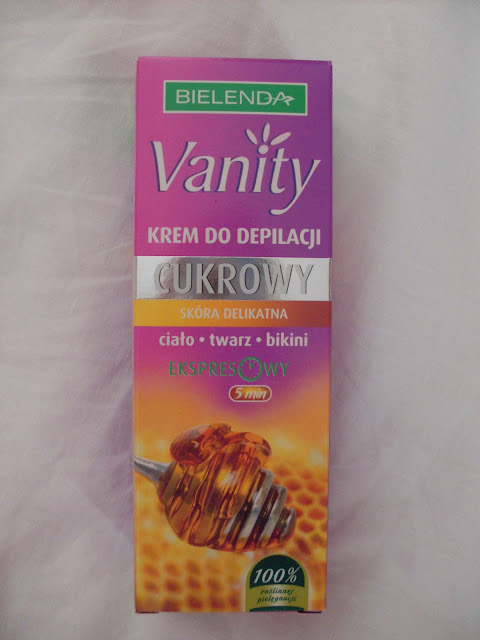 BIELENDA
Vanity
KREM DO DEPILACJI
CUKROWY
SKÓRA DELIKATNA
ciało • twarz • bikini
EKSPRESOWY
5 min
100%
roślinnej
pielęgnacji